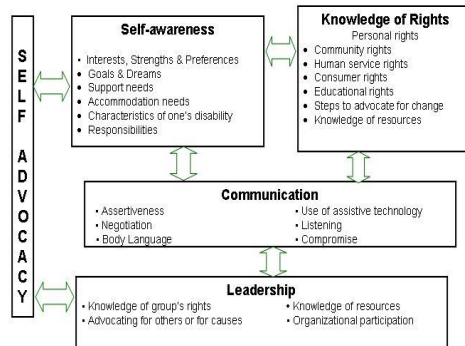 SELF ADVOCACY
Self-awareness
• Interests, Strengths & Preferences
• Goals & Dreams
• Support needs
• Accommodation needs
• Characteristics of one's disability
• Responsibilities
Knowledge of Rights
Personal rights
• Community rights
• Human service rights
• Consumer rights
• Educational rights
• Steps to advocate for change
• Knowledge of resources
Communication
• Assertiveness
• Negotiation
• Body Language
• Use of assistive technology
• Listening
• Compromise
Leadership
• Knowledge of group's rights
• Advocating for others or for causes
• Knowledge of resources
• Organizational participation